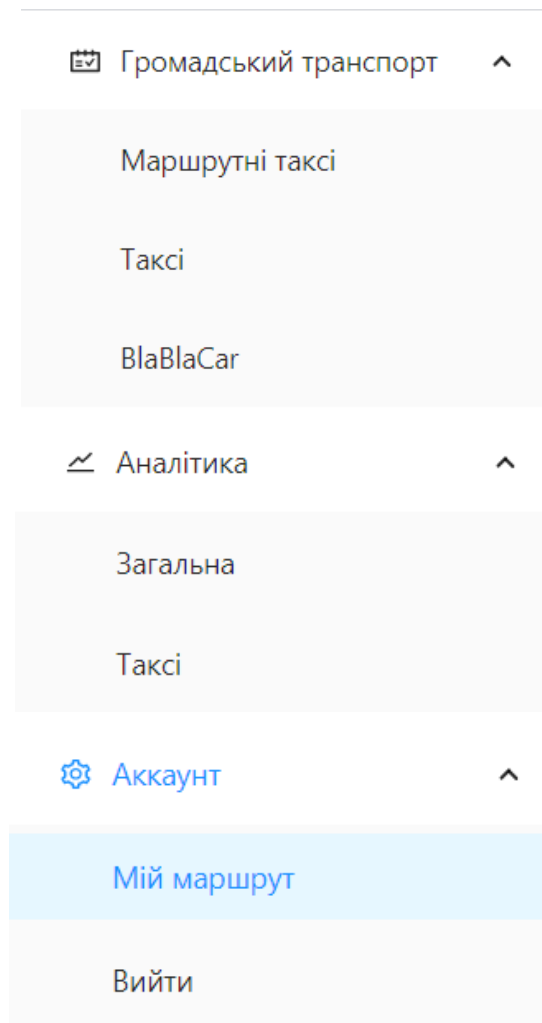 Громадський транспорт
Маршрутні таксі
Таксі
BlaBlaCar
Аналітика
Загальна
Таксі
Аккаунт
Мій маршрут
Вийти